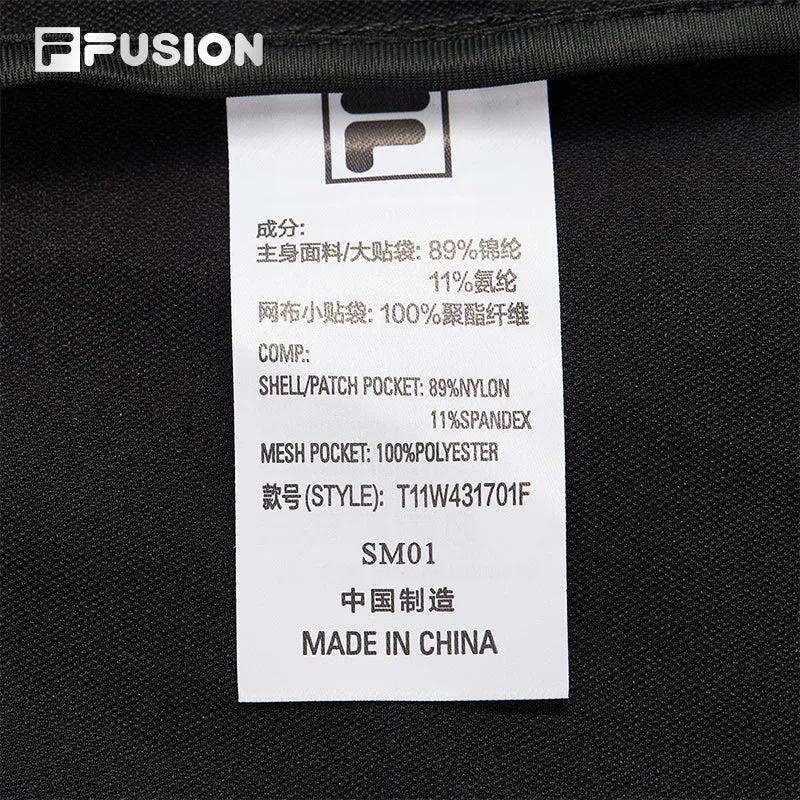 FUSION
成分:
主身面料/大贴袋: 89%锦纶
11%氨纶
网布小贴袋: 100%聚酯纤维
COMP.:
SHELL/PATCH POCKET: 89%NYLON
11%SPANDEX
MESH POCKET: 100%POLYESTER
款号(STYLE): T11W431701F
SM01
中国制造
MADE IN CHINA